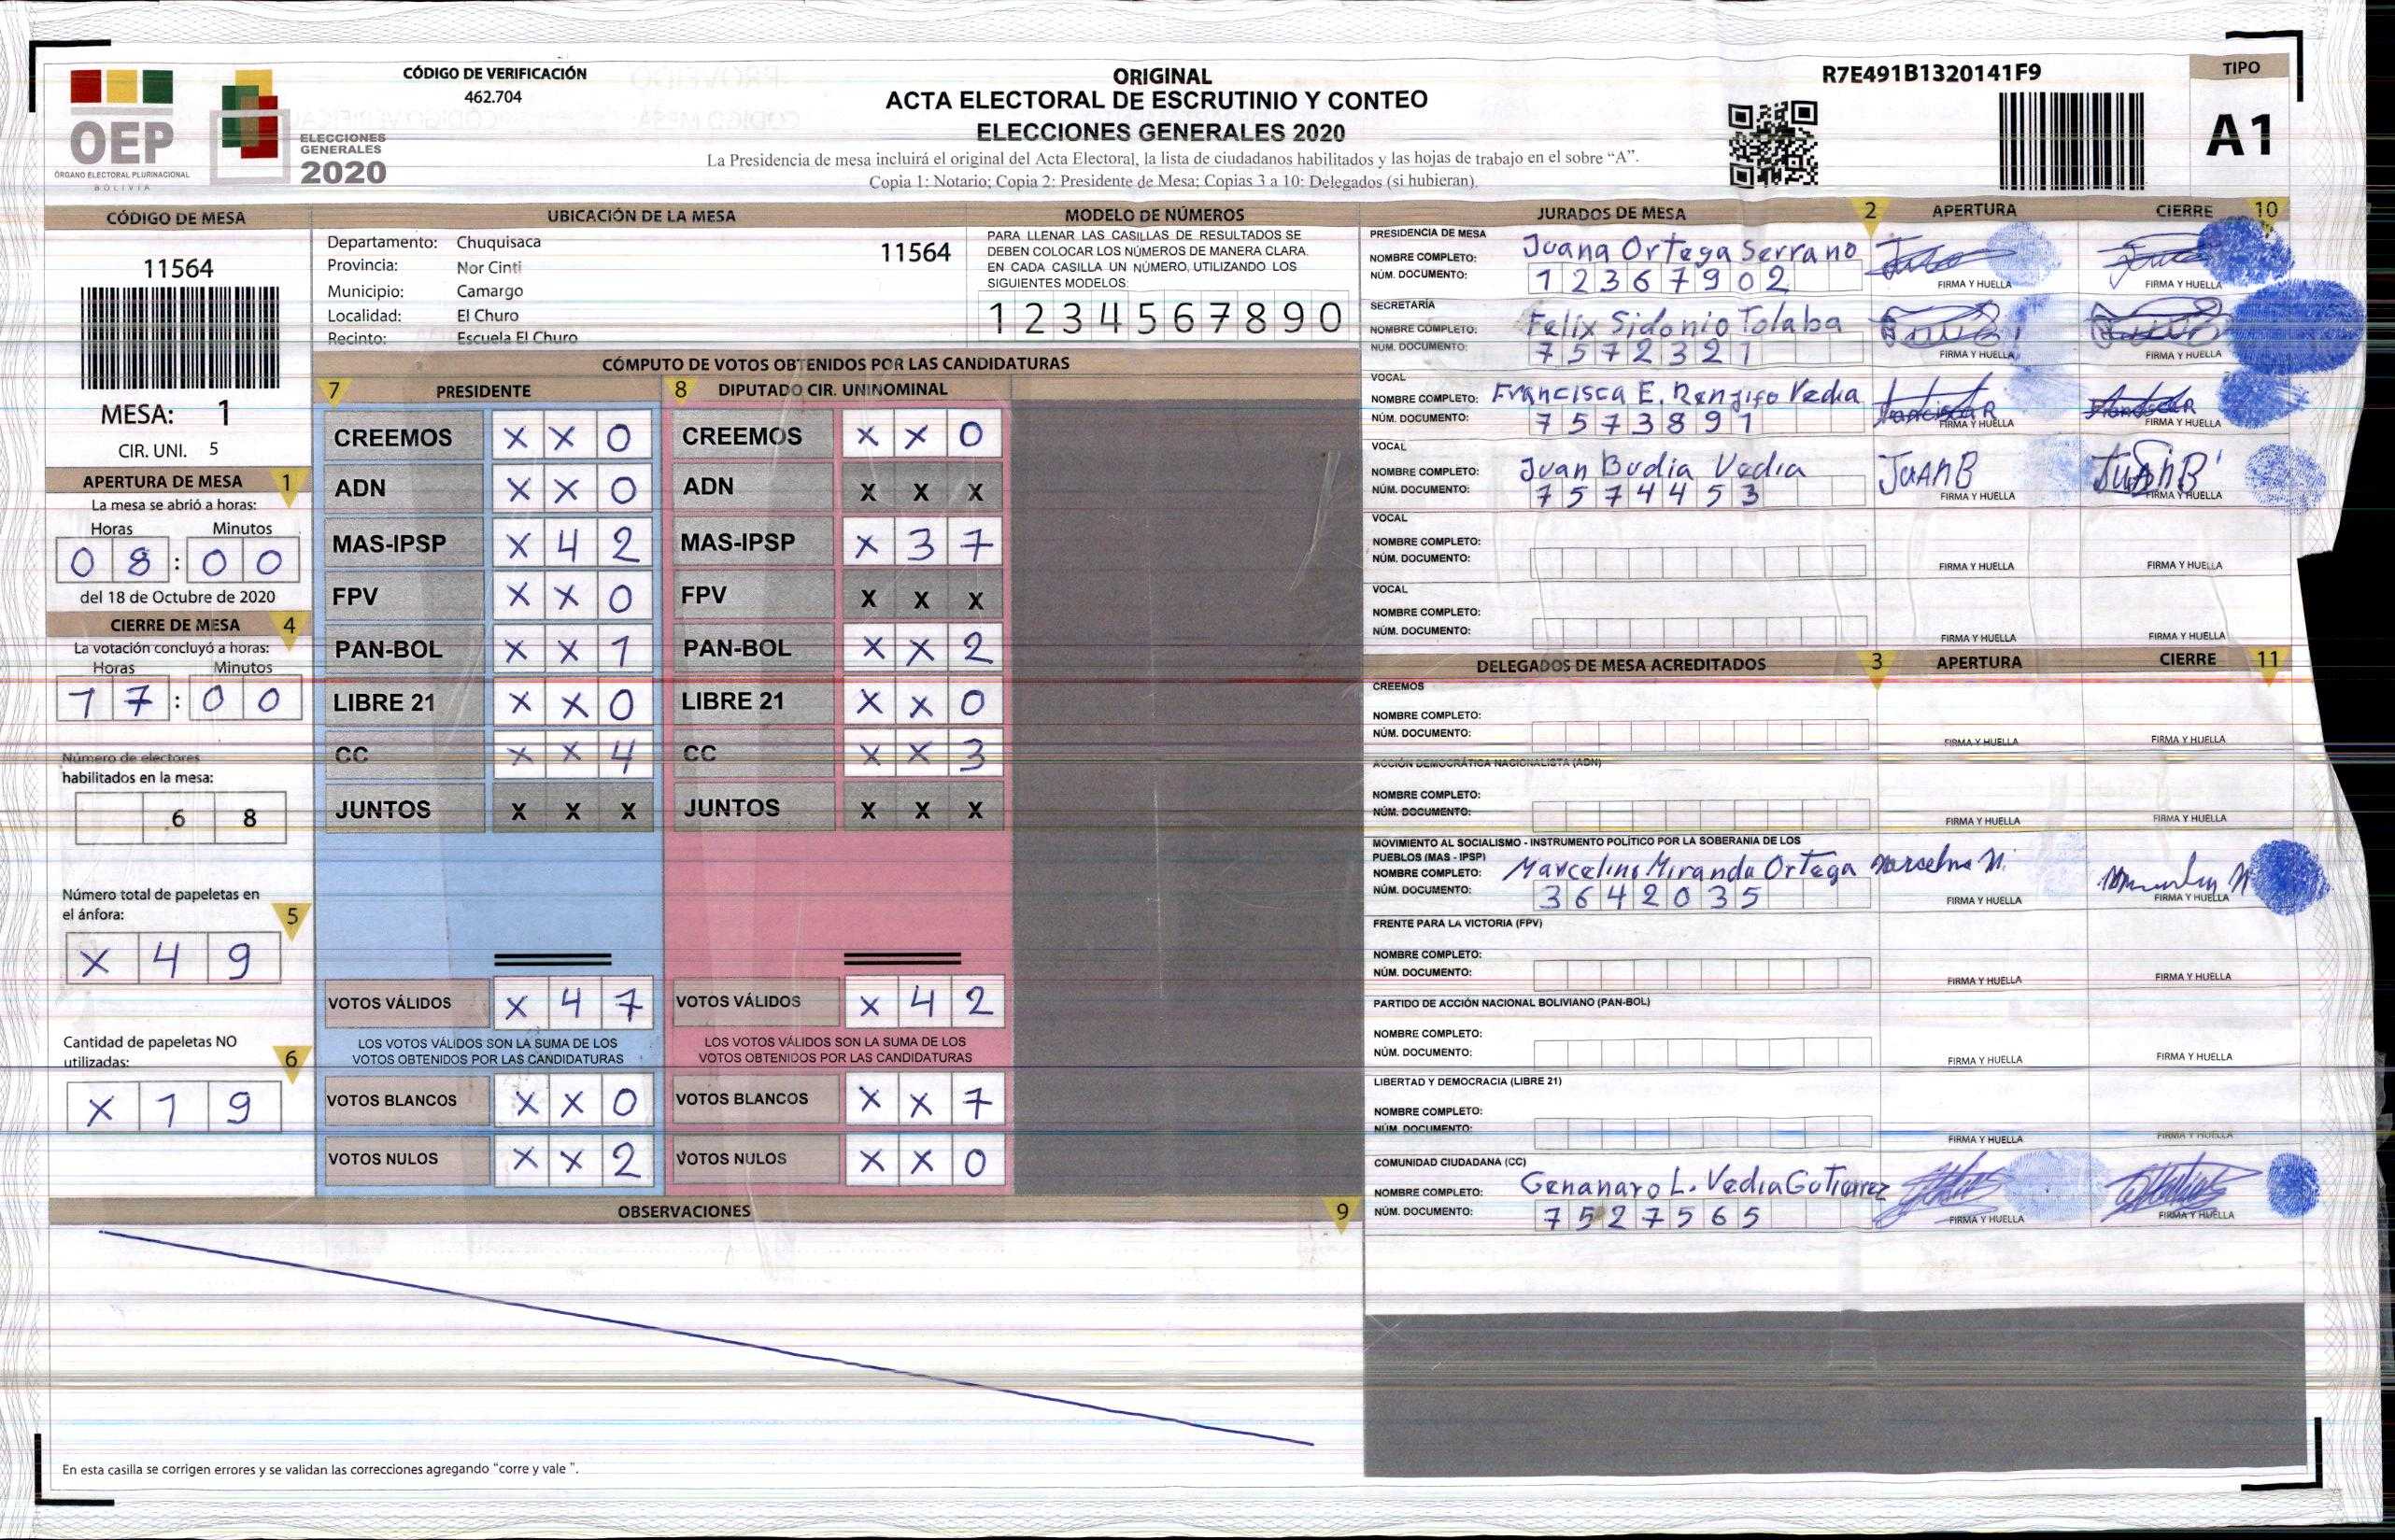 CÓDIGO DE VERIFICACIÓN
462.704
ORIGINAL
ACTA ELECTORAL DE ESCRUTINIO Y CONTEO
ELECCIONES GENERALES 2020
La Presidencia de mesa incluirá el original del Acta Electoral, la lista de ciudadanos habilitados y las hojas de trabajo en el sobre "A".
Copia 1: Notario; Copia 2: Presidente de Mesa; Copias 3 a 10: Delegados (si hubieran).
R7E491B1320141F9
TIPO
A1
OEP
ÓRGANO ELECTORAL PLURINACIONAL
BOLIVIA
ELECCIONES
GENERALES
2020
CÓDIGO DE MESA
11564
MESA: 1
CIR. UNI. 5
APERTURA DE MESA 1
La mesa se abrió a horas:
Horas Minutos
0 8 : 0 0
del 18 de Octubre de 2020
CIERRE DE MESA 4
La votación concluyó a horas:
Horas Minutos
1 7 : 0 0
Número de electores
habilitados en la mesa:
6 8
Número total de papeletas en
el ánfora: 5
X 4 9
Cantidad de papeletas NO
utilizadas: 6
X 1 9
UBICACIÓN DE LA MESA
Departamento: Chuquisaca
Provincia: Nor Cinti
Municipio: Camargo
Localidad: El Churo
Recinto: Escuela El Churo
11564
MODELO DE NÚMEROS
PARA LLENAR LAS CASILLAS DE RESULTADOS SE
DEBEN COLOCAR LOS NÚMEROS DE MANERA CLARA.
EN CADA CASILLA UN NÚMERO, UTILIZANDO LOS
SIGUIENTES MODELOS:
1 2 3 4 5 6 7 8 9 0
CÓMPUTO DE VOTOS OBTENIDOS POR LAS CANDIDATURAS
7 PRESIDENTE
CREEMOS X X 0
ADN X X 0
MAS-IPSP X 4 2
FPV X X 0
PAN-BOL X X 1
LIBRE 21 X X 0
CC X X 4
JUNTOS X X X
VOTOS VÁLIDOS X 4 7
LOS VOTOS VÁLIDOS SON LA SUMA DE LOS
VOTOS OBTENIDOS POR LAS CANDIDATURAS
VOTOS BLANCOS X X 0
VOTOS NULOS X X 2
8 DIPUTADO CIR. UNINOMINAL
CREEMOS X X 0
ADN X X X
MAS-IPSP X 3 7
FPV X X X
PAN-BOL X X 2
LIBRE 21 X X 0
CC X X 3
JUNTOS X X X
VOTOS VÁLIDOS X 4 2
LOS VOTOS VÁLIDOS SON LA SUMA DE LOS
VOTOS OBTENIDOS POR LAS CANDIDATURAS
VOTOS BLANCOS X X 7
VOTOS NULOS X X 0
OBSERVACIONES 9
En esta casilla se corrigen errores y se validan las correcciones agregando "corre y vale ".
JURADOS DE MESA 2 APERTURA CIERRE 10
PRESIDENCIA DE MESA
NOMBRE COMPLETO: Juana Ortega Serrano
NÚM. DOCUMENTO: 12367902 FIRMA Y HUELLA FIRMA Y HUELLA
SECRETARÍA
NOMBRE COMPLETO: Felix Sidonio Tolaba
NÚM. DOCUMENTO: 7572321 FIRMA Y HUELLA FIRMA Y HUELLA
VOCAL
NOMBRE COMPLETO: Francisca E. Renjifo Vedia
NÚM. DOCUMENTO: 7573891 FIRMA Y HUELLA FIRMA Y HUELLA
VOCAL
NOMBRE COMPLETO: Juan Budia Vedia JuAnB JuAnB
NÚM. DOCUMENTO: 7574453 FIRMA Y HUELLA FIRMA Y HUELLA
VOCAL
NOMBRE COMPLETO:
NÚM. DOCUMENTO: FIRMA Y HUELLA FIRMA Y HUELLA
VOCAL
NOMBRE COMPLETO:
NÚM. DOCUMENTO: FIRMA Y HUELLA FIRMA Y HUELLA
DELEGADOS DE MESA ACREDITADOS 3 APERTURA CIERRE 11
CREEMOS
NOMBRE COMPLETO:
NÚM. DOCUMENTO: FIRMA Y HUELLA FIRMA Y HUELLA
ACCIÓN DEMOCRÁTICA NACIONALISTA (ADN)
NOMBRE COMPLETO:
NÚM. DOCUMENTO: FIRMA Y HUELLA FIRMA Y HUELLA
MOVIMIENTO AL SOCIALISMO - INSTRUMENTO POLÍTICO POR LA SOBERANIA DE LOS
PUEBLOS (MAS - IPSP)
NOMBRE COMPLETO: Marcelino Miranda Ortega
NÚM. DOCUMENTO: 3642035 FIRMA Y HUELLA FIRMA Y HUELLA
FRENTE PARA LA VICTORIA (FPV)
NOMBRE COMPLETO:
NÚM. DOCUMENTO: FIRMA Y HUELLA FIRMA Y HUELLA
PARTIDO DE ACCIÓN NACIONAL BOLIVIANO (PAN-BOL)
NOMBRE COMPLETO:
NÚM. DOCUMENTO: FIRMA Y HUELLA FIRMA Y HUELLA
LIBERTAD Y DEMOCRACIA (LIBRE 21)
NOMBRE COMPLETO:
NÚM. DOCUMENTO: FIRMA Y HUELLA FIRMA Y HUELLA
COMUNIDAD CIUDADANA (CC)
NOMBRE COMPLETO: Genanaro L. Vedia Gutierrez
NÚM. DOCUMENTO: 7527565 FIRMA Y HUELLA FIRMA Y HUELLA